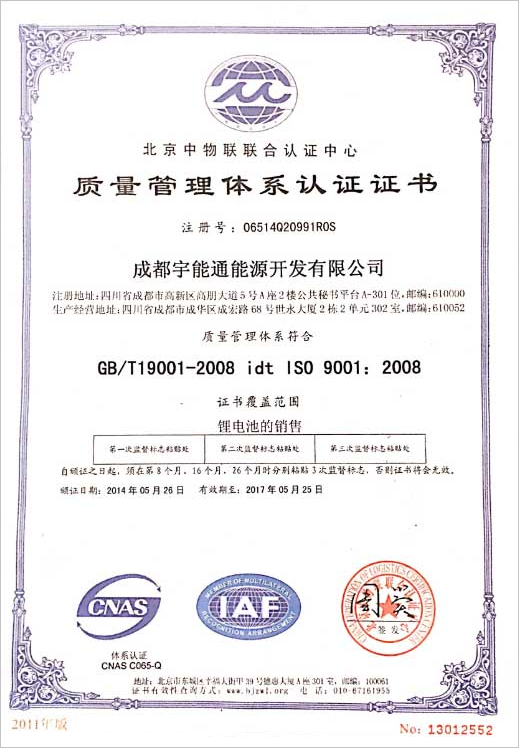 北京中物联联合认证中心
质量管理体系认证证书
注册号：06514Q20991R0S
成都宇能通能源开发有限公司
注册地址:四川省成都市高新区高朋大道5号A座2楼公共秘书平台A-301位,邮编:610000
生产经营地址:四川省成都市成华区成宏路68号世永大厦2栋2单元302室,邮编:610052
质量管理体系符合
GB/T19001-2008 idt ISO 9001：2008
证书覆盖范围
锂电池的销售
第一次监督标志粘贴处 第二次监督标志粘贴处 第三次监督标志粘贴处
自颁证之日起，须在第8个月，16个月，26个月时分别粘贴3次监督标志，否则证书将会无效。
颁证日期：2014年05月26日 有效期至：2017年05月25日
CNAS
体系认证
CNAS C065-Q
MEMBER OF MULTILATERAL
IAF
RECOGNITION ARRANGEMENT
签发
地址：北京市东城区幸福大街甲39号德惠大厦A座301室，邮编：100061
证书有效性查询方式：www.bjzwl.org 电话：010-67161955
2011年版
No：13012552